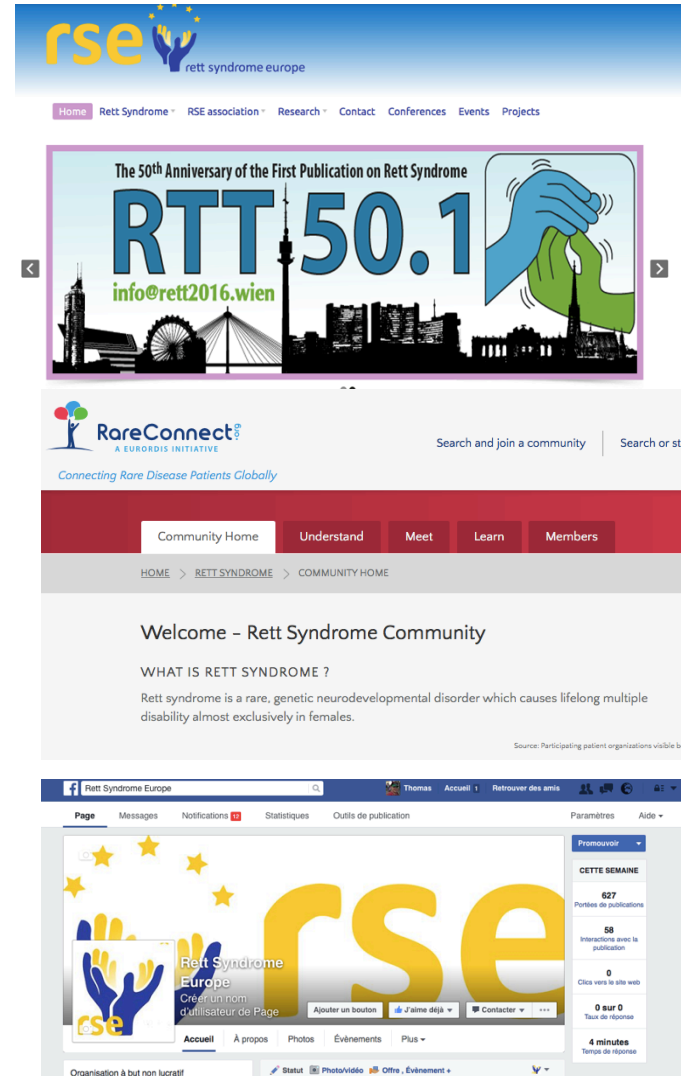 rse
rett syndrome europe
Home Rett Syndrome RSE association Research Contact Conferences Events Projects
The 50th Anniversary of the First Publication on Rett Syndrome
RTT 50.1
info@rett2016.wien
RareConnect.org
A EURORDIS INITIATIVE
Search and join a community Search or st
Connecting Rare Disease Patients Globally
Community Home Understand Meet Learn Members
HOME > RETT SYNDROME > COMMUNITY HOME
Welcome – Rett Syndrome Community
WHAT IS RETT SYNDROME ?
Rett syndrome is a rare, genetic neurodevelopmental disorder which causes lifelong multiple
disability almost exclusively in females.
Source: Participating patient organizations visible b
f Rett Syndrome Europe Thomas Accueil 1 Retrouver des amis
Page Messages Notifications 12 Statistiques Outils de publication Paramètres Aide
Promouvoir
CETTE SEMAINE
627
Portées de publications
58
Interactions avec la
publication
0
Clics vers le site web
0 sur 0
Taux de réponse
4 minutes
Temps de réponse
rse
rse
Rett Syndrome
Europe
Créer un nom
d'utilisateur de Page
Ajouter un bouton J'aime déjà Contacter ...
Accueil À propos Photos Évènements Plus
Organisation à but non lucratif
Statut Photo/vidéo Offre , Évènement +